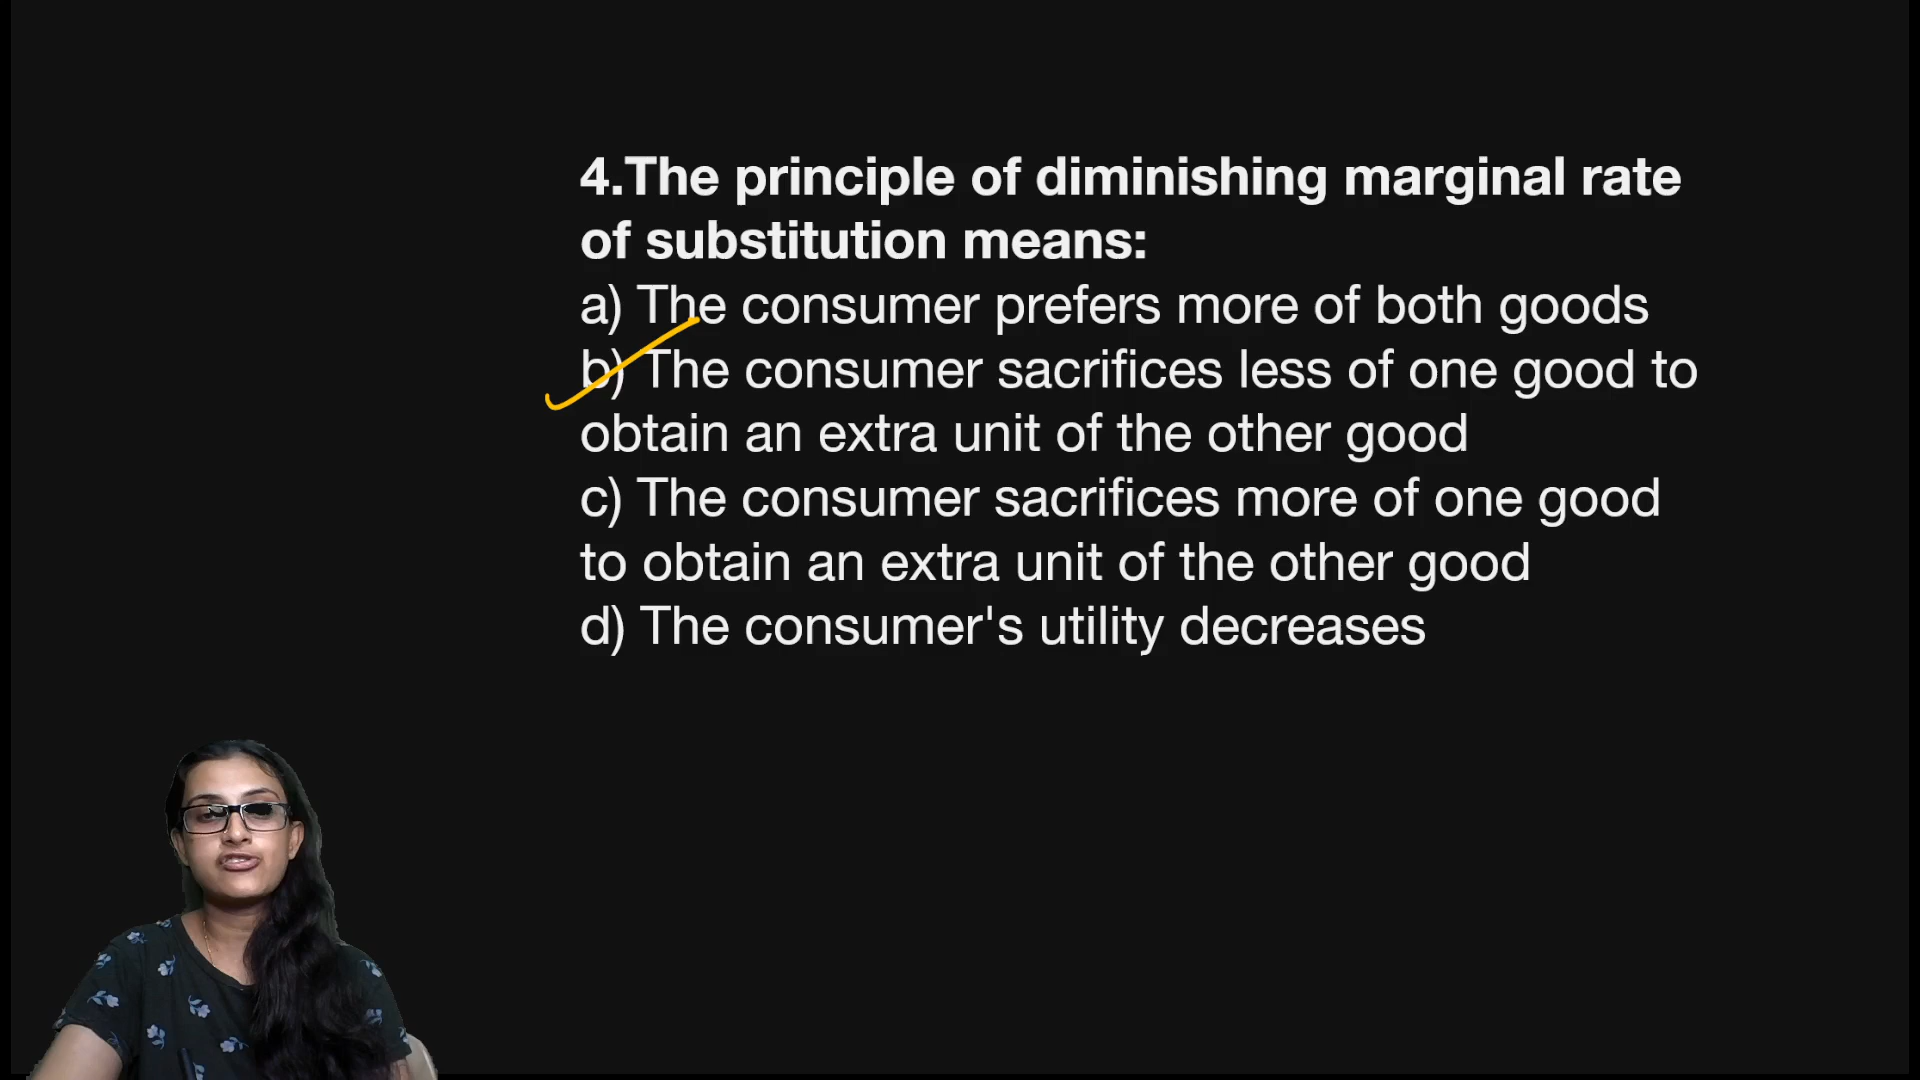 4.The principle of diminishing marginal rate
of substitution means:
a) The consumer prefers more of both goods
b) The consumer sacrifices less of one good to
obtain an extra unit of the other good
c) The consumer sacrifices more of one good
to obtain an extra unit of the other good
d) The consumer's utility decreases